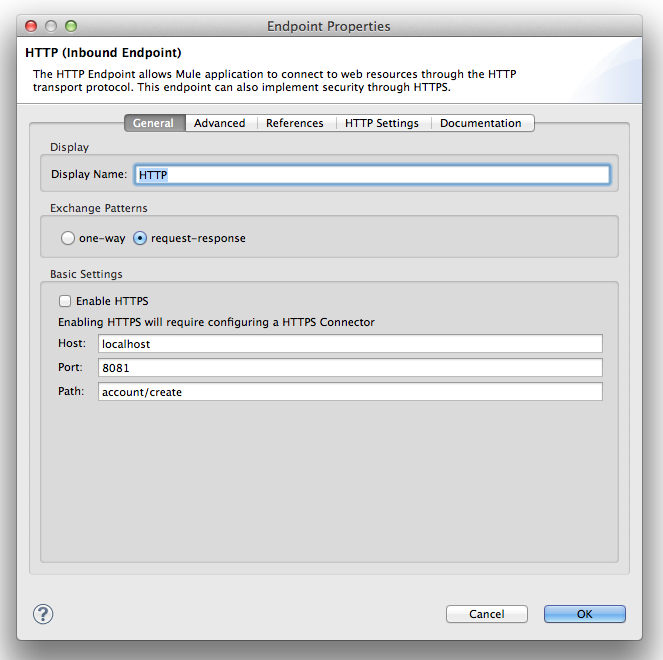 Endpoint Properties
HTTP (Inbound Endpoint)
The HTTP Endpoint allows Mule application to connect to web resources through the HTTP
transport protocol. This endpoint can also implement security through HTTPS.
General Advanced References HTTP Settings Documentation
Display
Display Name: HTTP
Exchange Patterns
one-way request-response
Basic Settings
Enable HTTPS
Enabling HTTPS will require configuring a HTTPS Connector
Host: localhost
Port: 8081
Path: account/create
? Cancel OK